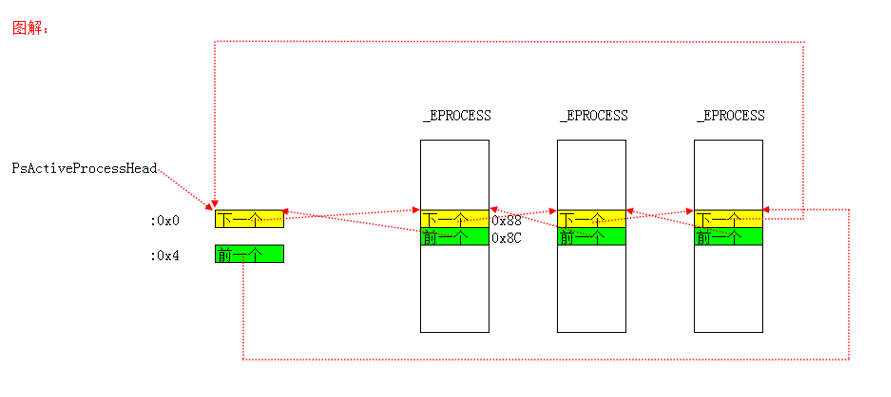 图解：
_EPROCESS _EPROCESS _EPROCESS
PsActiveProcessHead
:0x0 下一个 下一个 0x88 下一个 下一个
前一个 0x8C 前一个 前一个
:0x4 前一个